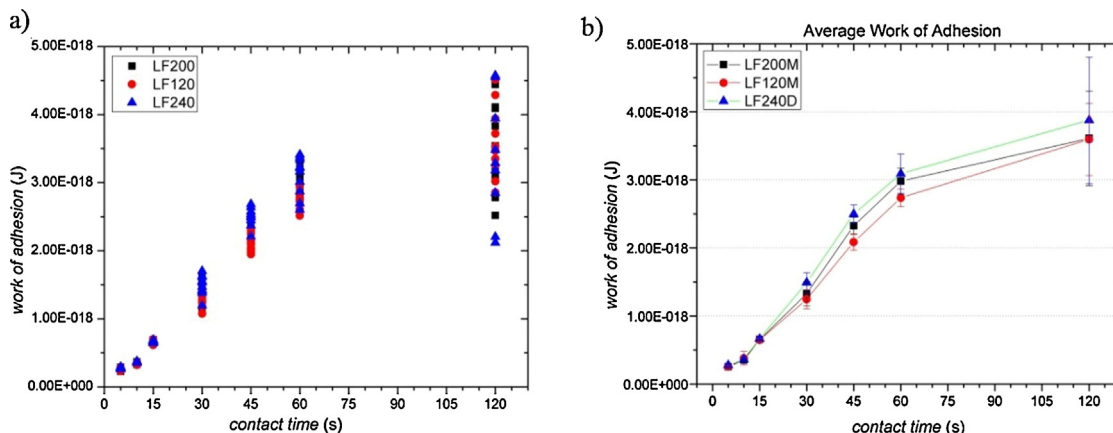 a)
5.00E-018
4.00E-018
3.00E-018
2.00E-018
1.00E-018
0.00E+000
work of adhesion (J)
LF200
LF120
LF240
0 15 30 45 60 75 90 105 120
contact time (s)
b)
Average Work of Adhesion
5.00E-018
4.00E-018
3.00E-018
2.00E-018
1.00E-018
0.00E+000
work of adhesion (J)
LF200M
LF120M
LF240D
0 15 30 45 60 75 90 105 120
contact time (s)